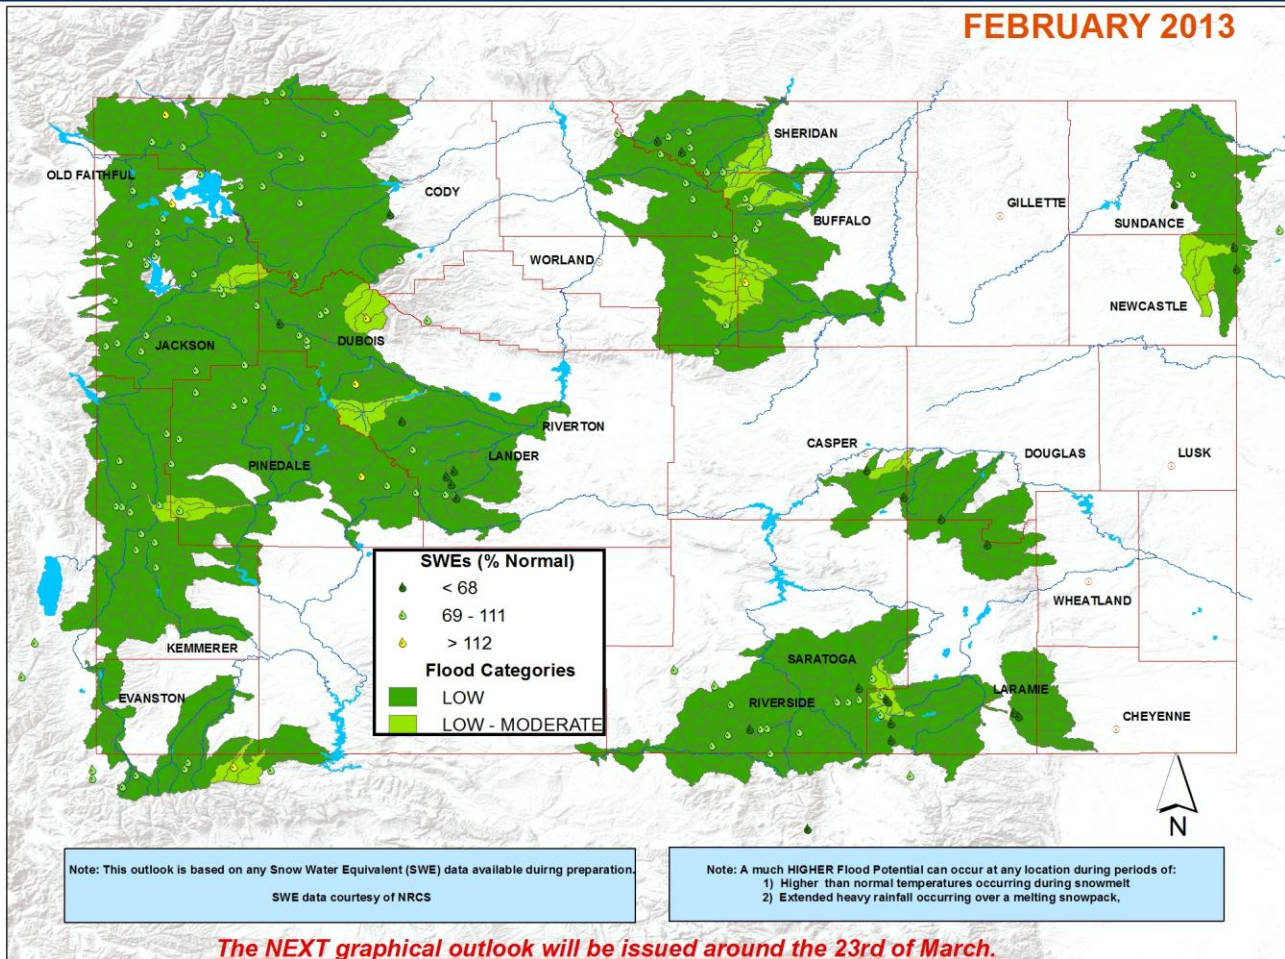 FEBRUARY 2013
SHERIDAN
OLD FAITHFUL
CODY
GILLETTE
BUFFALO
SUNDANCE
WORLAND
NEWCASTLE
JACKSON
DUBOIS
RIVERTON
CASPER
DOUGLAS
LUSK
LANDER
PINEDALE
SWEs (% Normal)
< 68
69 - 111
> 112
Flood Categories
LOW
LOW - MODERATE
WHEATLAND
KEMMERER
SARATOGA
EVANSTON
RIVERSIDE
LARAMIE
CHEYENNE
N
Note: This outlook is based on any Snow Water Equivalent (SWE) data available duirng preparation.
SWE data courtesy of NRCS
Note: A much HIGHER Flood Potential can occur at any location during periods of:
1) Higher than normal temperatures occurring during snowmelt
2) Extended heavy rainfall occurring over a melting snowpack,
The NEXT graphical outlook will be issued around the 23rd of March.